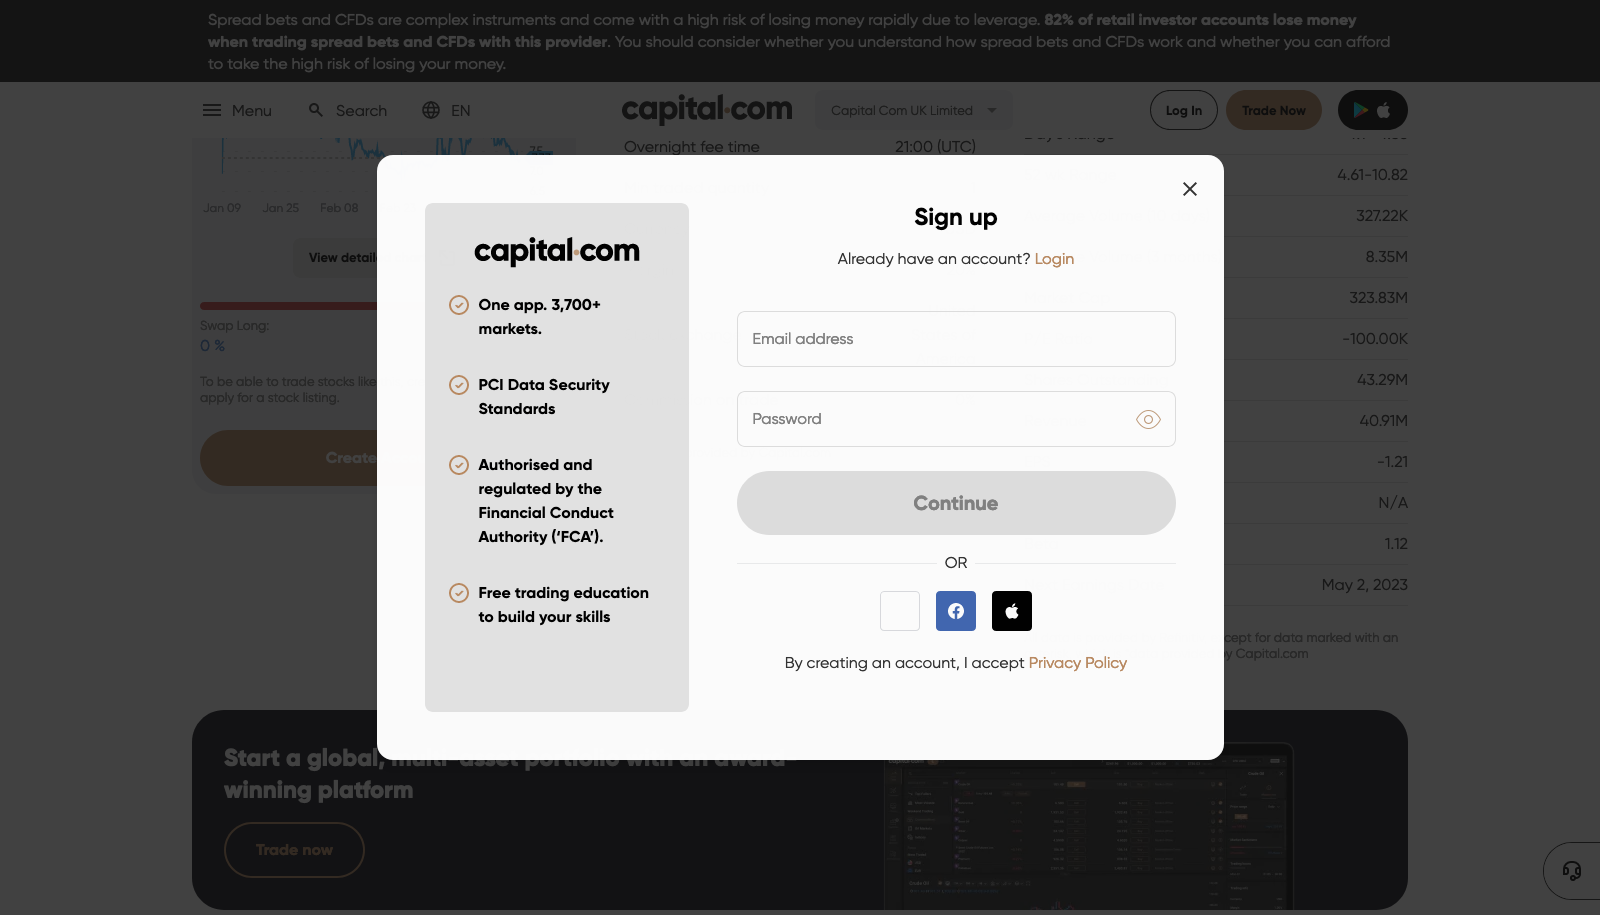 Spread bets and CFDs are complex instruments and come with a high risk of losing money rapidly due to leverage. 82% of retail investor accounts lose money
when trading spread bets and CFDs with this provider. You should consider whether you understand how spread bets and CFDs work and whether you can afford
to take the high risk of losing your money.
Menu Search EN capital.com Capital Com UK Limited Log In Trade Now
75
Overnight fee time 21:00 (UTC)
4.61-10.82
Jan 09 Jan 25 Feb 08
327.22K
View detail
8.35M
323.83M
Swap Long:
0 %
-100.00K
To be able to trade stocks like
apply for a stock listing.
43.29M
40.91M
Create
-1.21
N/A
1.12
May 2, 2023
cept for data marked with an
by Capital.com
capital.com
One app. 3,700+
markets.
PCI Data Security
Standards
Authorised and
regulated by the
Financial Conduct
Authority (‘FCA’).
Free trading education
to build your skills
Sign up
Already have an account? Login
Email address
Password
Continue
OR
By creating an account, I accept Privacy Policy
Start a global, multi-asset portfolio with an award-
winning platform
Trade now